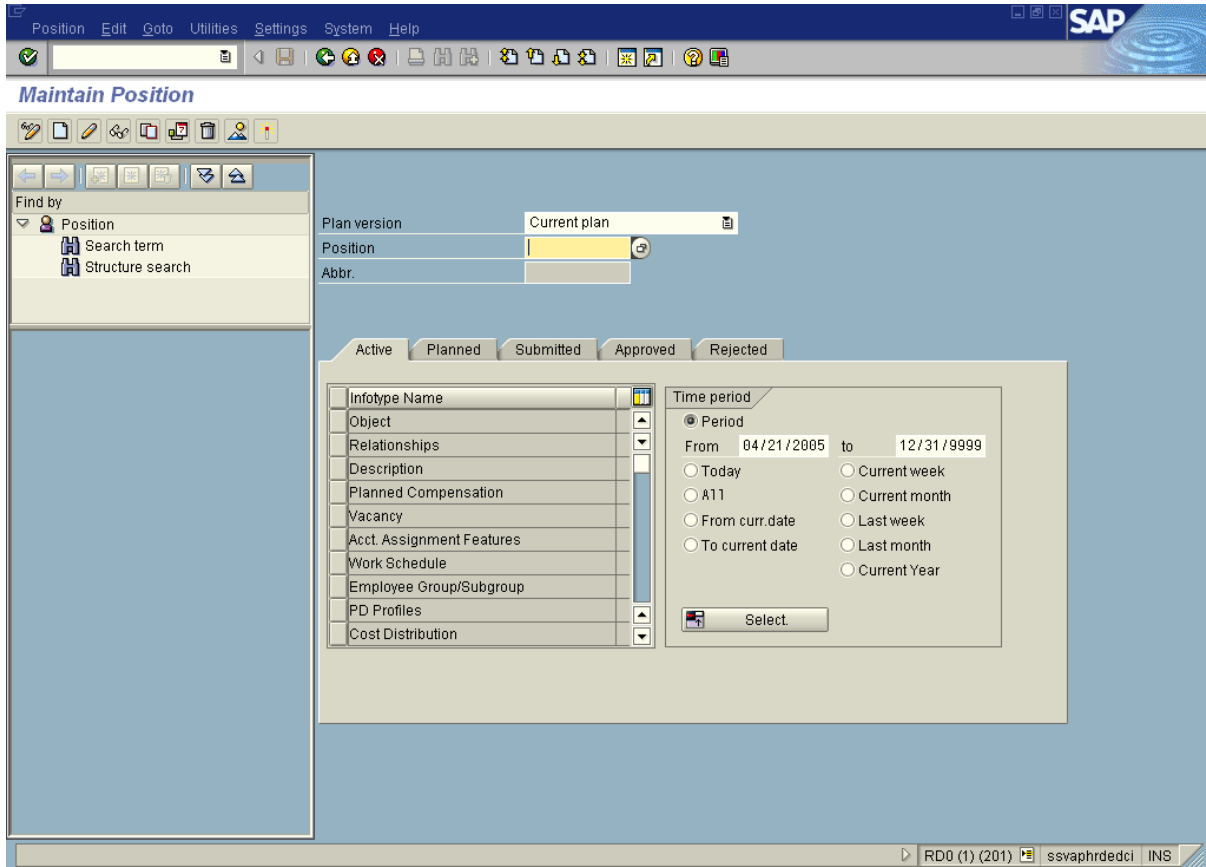 Position Edit Goto Utilities Settings System Help
SAP
Maintain Position
Find by
Position
Search term
Structure search
Plan version Current plan
Position
Abbr.
Active Planned Submitted Approved Rejected
Infotype Name
Object
Relationships
Description
Planned Compensation
Vacancy
Acct. Assignment Features
Work Schedule
Employee Group/Subgroup
PD Profiles
Cost Distribution
Time period
Period
From 04/21/2005 to 12/31/9999
Today Current week
All Current month
From curr.date Last week
To current date Last month
Current Year
Select.
RD0 (1) (201) ssvaphrdedci INS